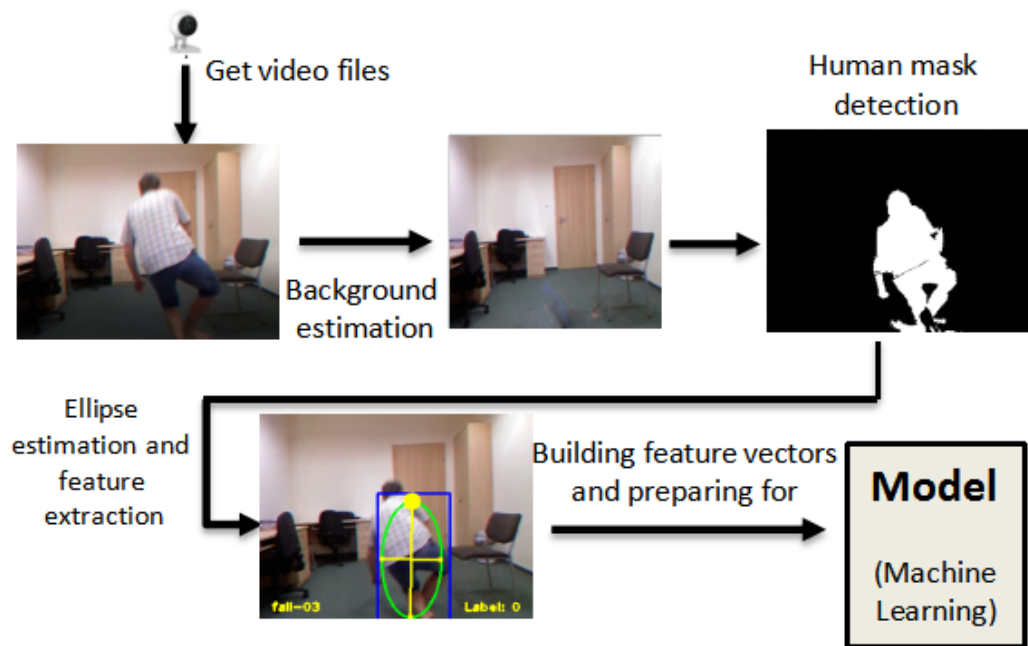 Get video files
Human mask
detection
Background
estimation
Ellipse
estimation and
feature
extraction
fall-03
Label: 0
Building feature vectors
and preparing for
Model
(Machine
Learning)